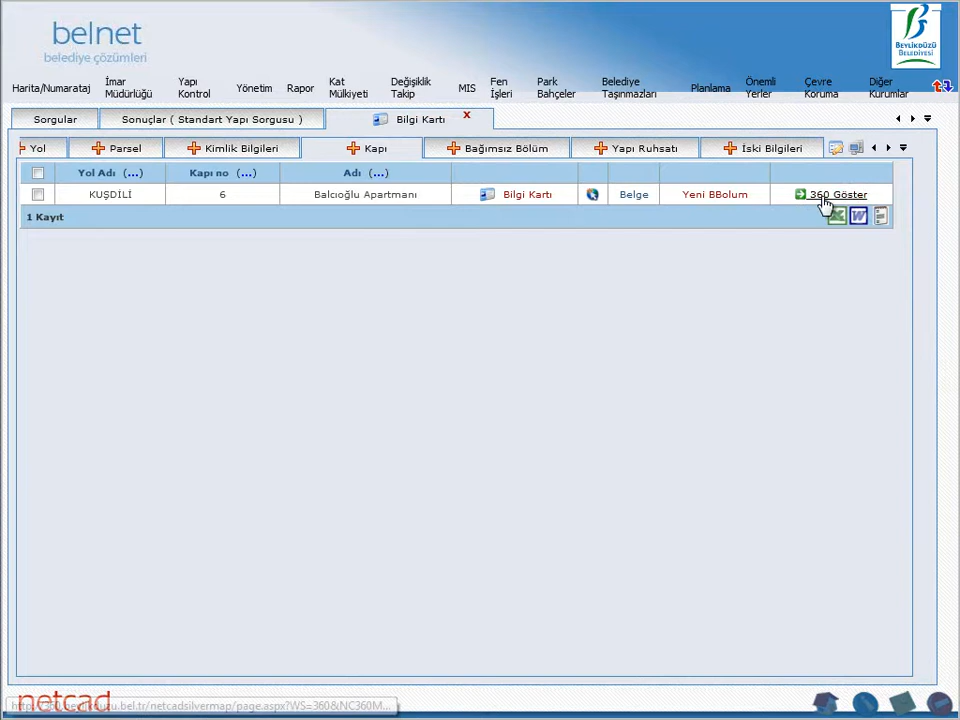 belnet
belediye çözümleri
BEYLİKDÜZÜ
BELEDİYESİ
Harita/Numarataj
İmar
Müdürlüğü
Yapı
Kontrol
Yönetim
Rapor
Kat
Mülkiyeti
Değişiklik
Takip
MIS
Fen
İşleri
Park
Bahçeler
Belediye
Taşınmazları
Planlama
Önemli
Yerler
Çevre
Koruma
Diğer
Kurumlar
Sorgular
Sonuçlar ( Standart Yapı Sorgusu )
Bilgi Kartı x
Yol
Parsel
Kimlik Bilgileri
Kapı
Bağımsız Bölüm
Yapı Ruhsatı
İski Bilgileri
Yol Adı (...) Kapı no (...) Adı (...)
KUŞDİLİ 6 Balcıoğlu Apartmanı Bilgi Kartı Belge Yeni BBolum 360 Göster
1 Kayıt
netcad